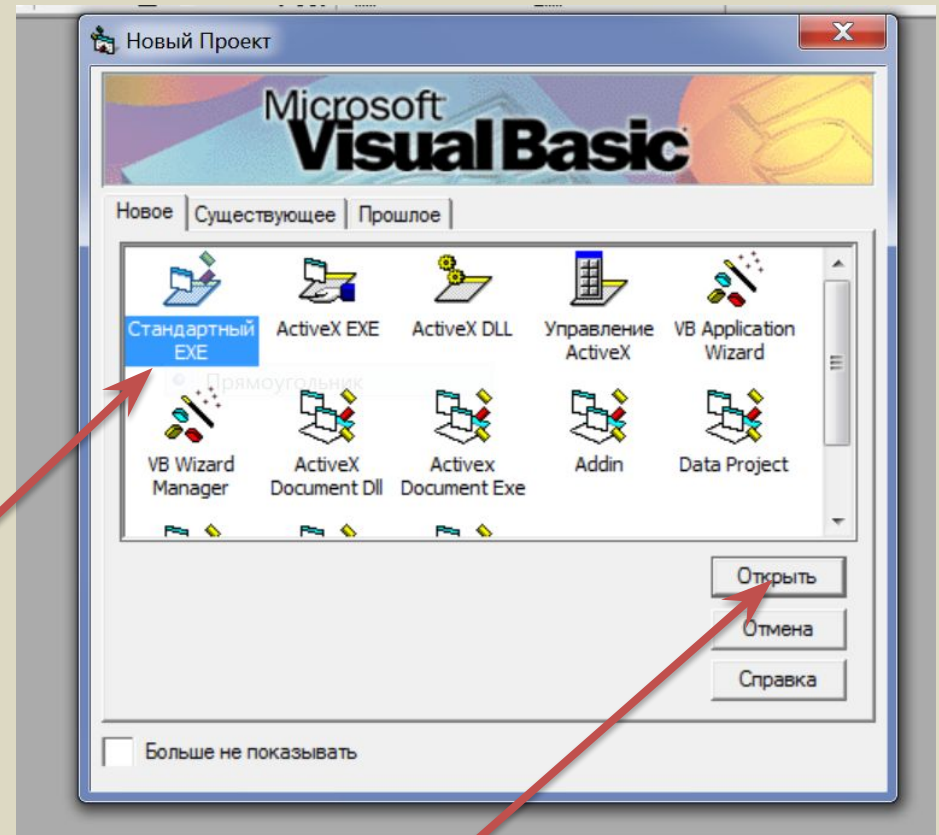 Новый Проект
Microsoft
Visual Basic
Новое Существующее Прошлое
Стандартный EXE
ActiveX EXE
ActiveX DLL
Управление ActiveX
VB Application Wizard
Прямоугольник
VB Wizard Manager
ActiveX Document Dll
Activex Document Exe
Addin
Data Project
Открыть
Отмена
Справка
Больше не показывать